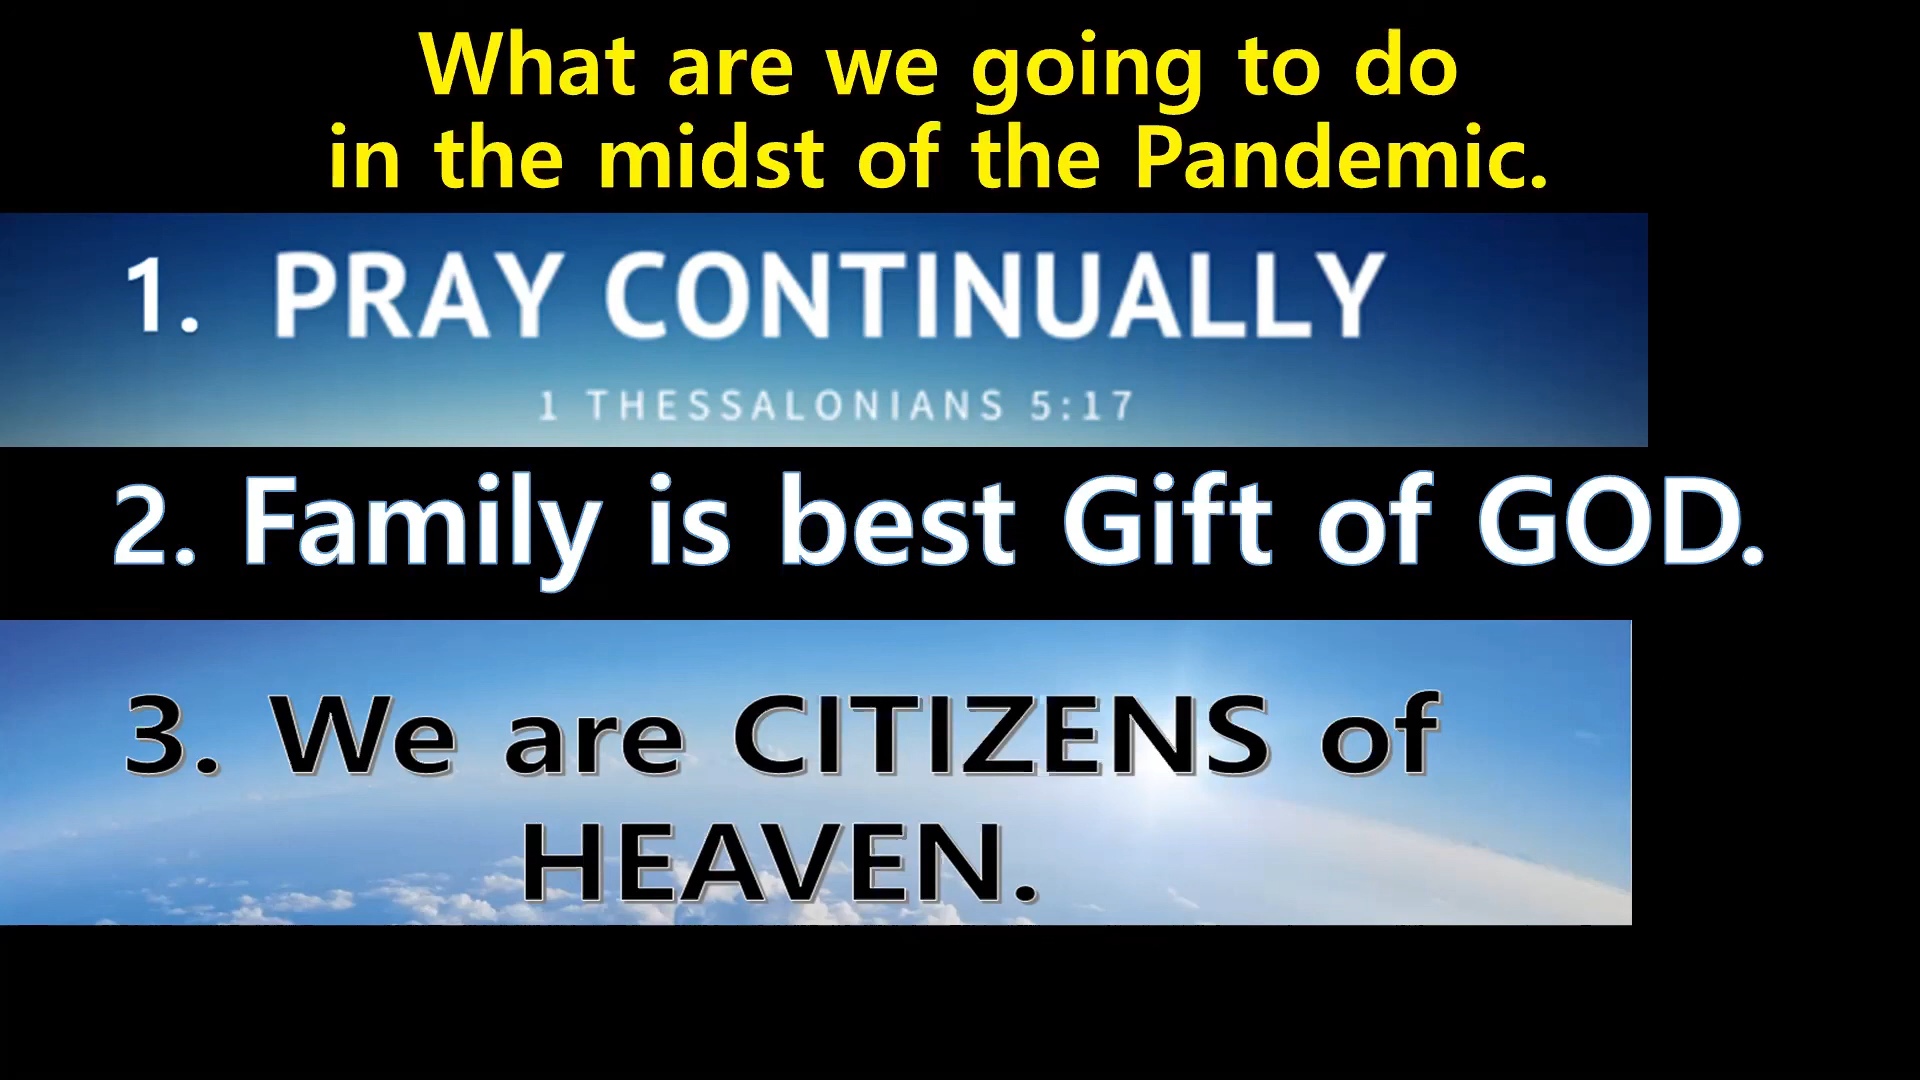 What are we going to do
in the midst of the Pandemic.
1. PRAY CONTINUALLY
1 THESSALONIANS 5:17
2. Family is best Gift of GOD.
3. We are CITIZENS of
HEAVEN.